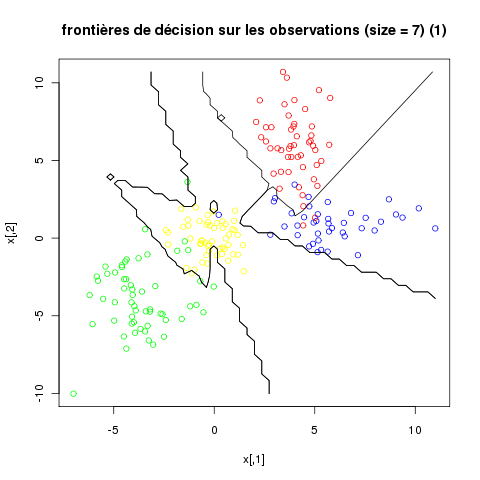 frontières de décision sur les observations (size = 7) (1)
10
5
0
-5
-10
x[,2]
-5 0 5 10
x[,1]